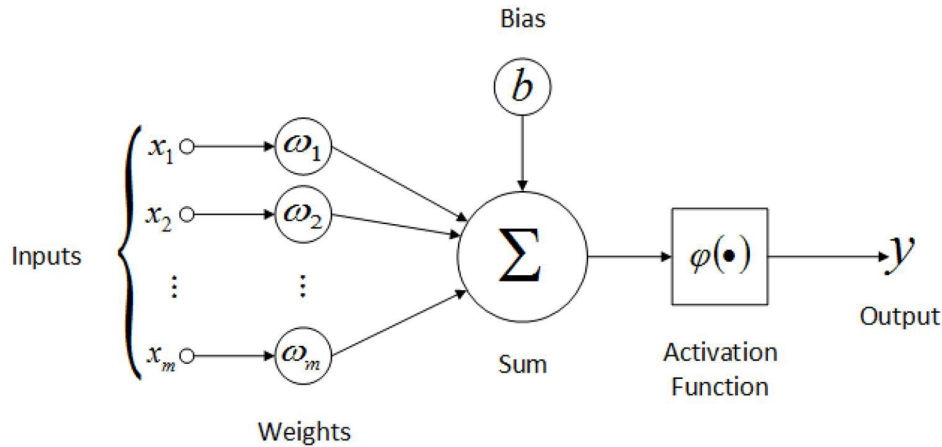 Bias
b
x₁ ω₁
x₂ ω₂
Inputs
⋮ ⋮
Σ
φ(•)
y
Output
xₘ ωₘ
Sum
Activation
Function
Weights